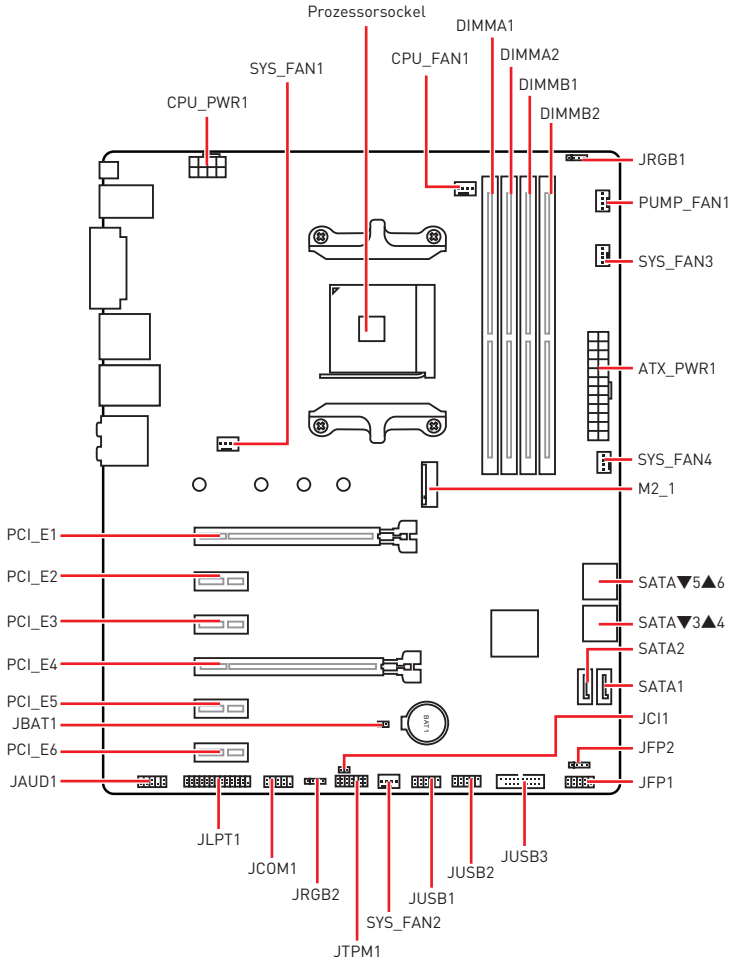 Prozessorsockel
DIMMA1
CPU_FAN1
DIMMA2
SYS_FAN1
DIMMB1
CPU_PWR1
DIMMB2
JRGB1
PUMP_FAN1
SYS_FAN3
ATX_PWR1
SYS_FAN4
M2_1
PCI_E1
PCI_E2
SATA▼5▲6
PCI_E3
SATA▼3▲4
SATA2
PCI_E4
SATA1
PCI_E5
JCI1
JBAT1
BAT1
PCI_E6
JFP2
JAUD1
JFP1
JLPT1
JCOM1
JRGB2
JTPM1
SYS_FAN2
JUSB1
JUSB2
JUSB3